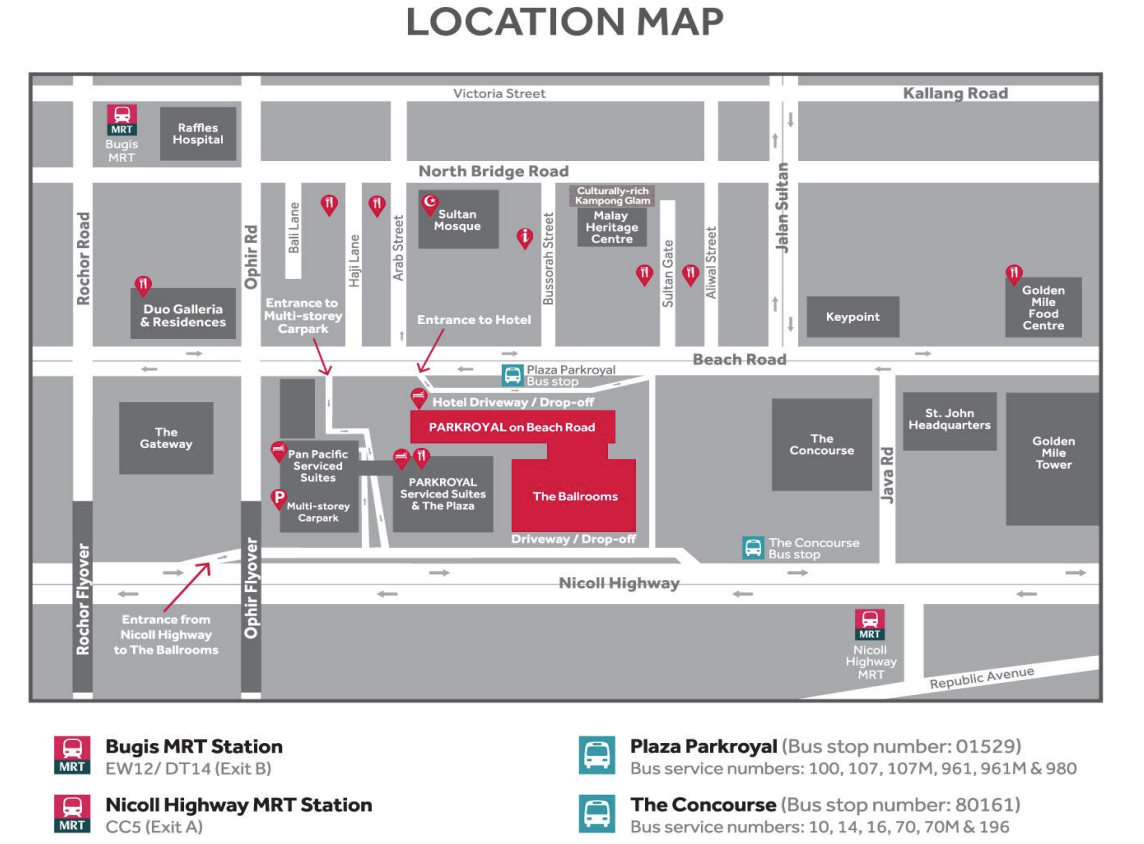 LOCATION MAP
Victoria Street
Kallang Road
MRT
Bugis
MRT
Raffles
Hospital
North Bridge Road
Rochor Road
Ophir Rd
Bali Lane
Haji Lane
Arab Street
Sultan
Mosque
i
Bussorah Street
Culturally-rich
Kampong Glam
Malay
Heritage
Centre
Sultan Gate
Aliwal Street
Jalan Sultan
Duo Galleria
& Residences
Entrance to
Multi-storey
Carpark
Entrance to Hotel
Keypoint
Golden
Mile
Food
Centre
Beach Road
Plaza Parkroyal
Bus stop
Hotel Driveway / Drop-off
PARKROYAL on Beach Road
The
Gateway
Pan Pacific
Serviced
Suites
P
Multi-storey
Carpark
PARKROYAL
Serviced Suites
& The Plaza
The Ballrooms
Driveway / Drop-off
The
Concourse
Java Rd
St. John
Headquarters
Golden
Mile
Tower
The Concourse
Bus stop
Nicoll Highway
Rochor Flyover
Ophir Flyover
Entrance from
Nicoll Highway
to The Ballrooms
MRT
Nicoll
Highway
MRT
Republic Avenue
MRT
Bugis MRT Station
EW12/ DT14 (Exit B)
MRT
Nicoll Highway MRT Station
CC5 (Exit A)
Plaza Parkroyal (Bus stop number: 01529)
Bus service numbers: 100, 107, 107M, 961, 961M & 980
The Concourse (Bus stop number: 80161)
Bus service numbers: 10, 14, 16, 70, 70M & 196